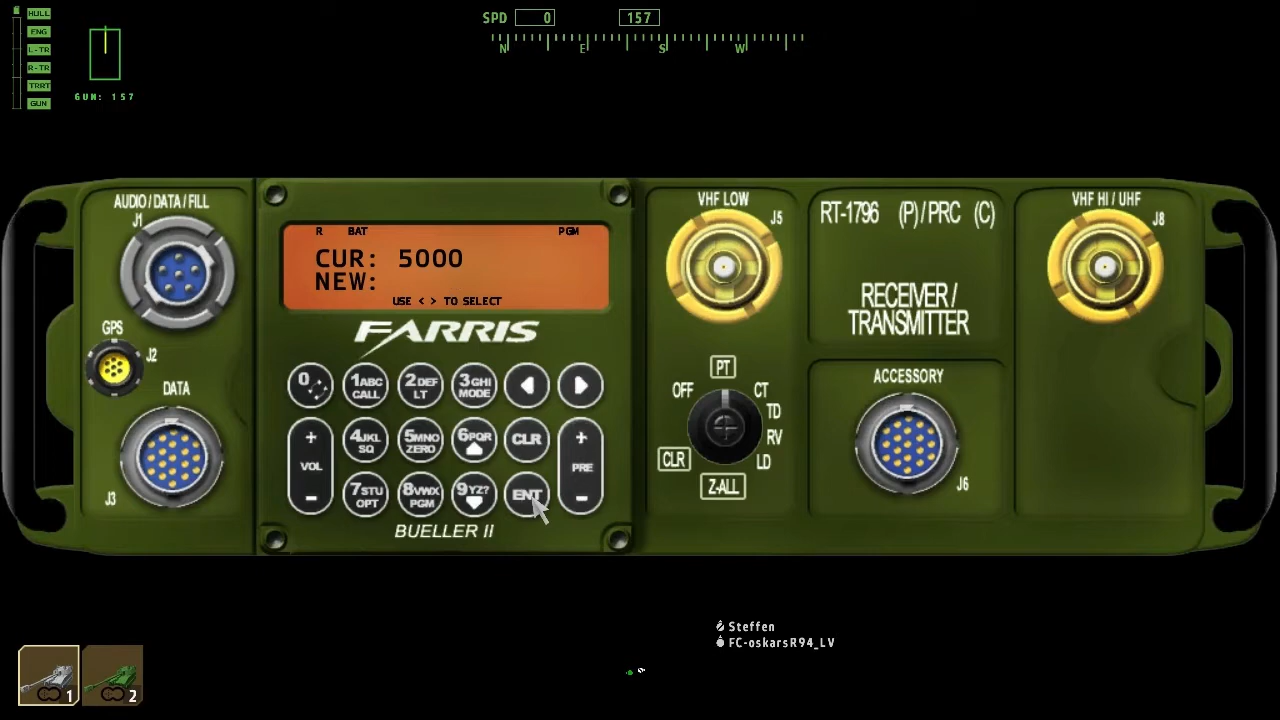 HULL
ENG
L-TR
R-TR
TRRT
GUN
GUN: 157
SPD 0 157
N E S W
AUDIO / DATA / FILL
J1
GPS
J2
DATA
J3
R BAT PGM
CUR: 5000
NEW:
USE < > TO SELECT
FARRIS
0
1ABC
CALL
2DEF
LT
3GHI
MODE
+
VOL
-
4JKL
SQ
5MNO
ZERO
6PQR
CLR
+
PRE
-
7STU
OPT
8VWX
PGM
9YZ?
ENT
BUELLER II
VHF LOW
J5
PT
OFF
CT
TD
RV
LD
CLR
Z-ALL
RT-1796 (P)/PRC (C)
RECEIVER /
TRANSMITTER
ACCESSORY
J6
VHF HI / UHF
J8
Steffen
FC-oskarsR94_LV
1
2